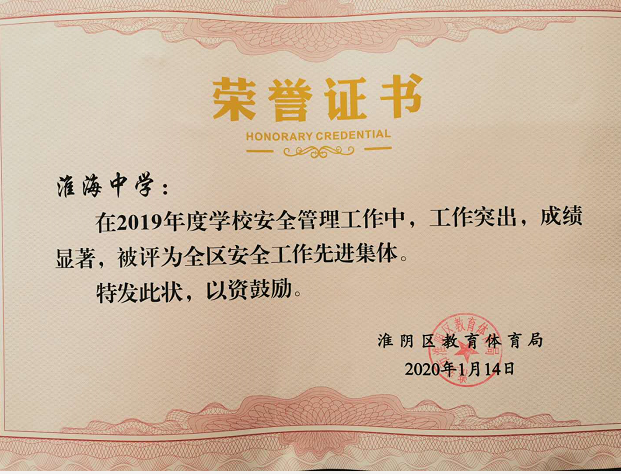 荣誉证书
HONORARY CREDENTIAL
淮海中学：
在2019年度学校安全管理工作中，工作突出，成绩
显著，被评为全区安全工作先进集体。
特发此状，以资鼓励。
淮阴区教育体育局
2020年1月14日